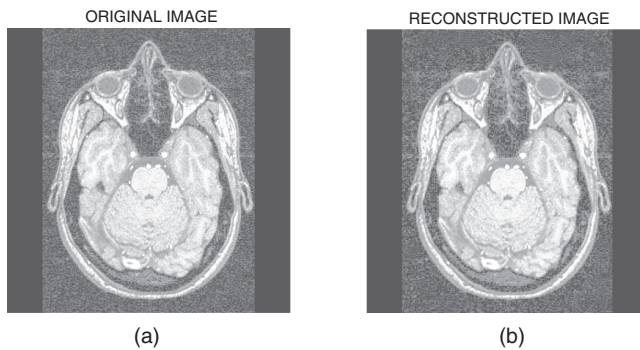 ORIGINAL IMAGE
RECONSTRUCTED IMAGE
(a)
(b)